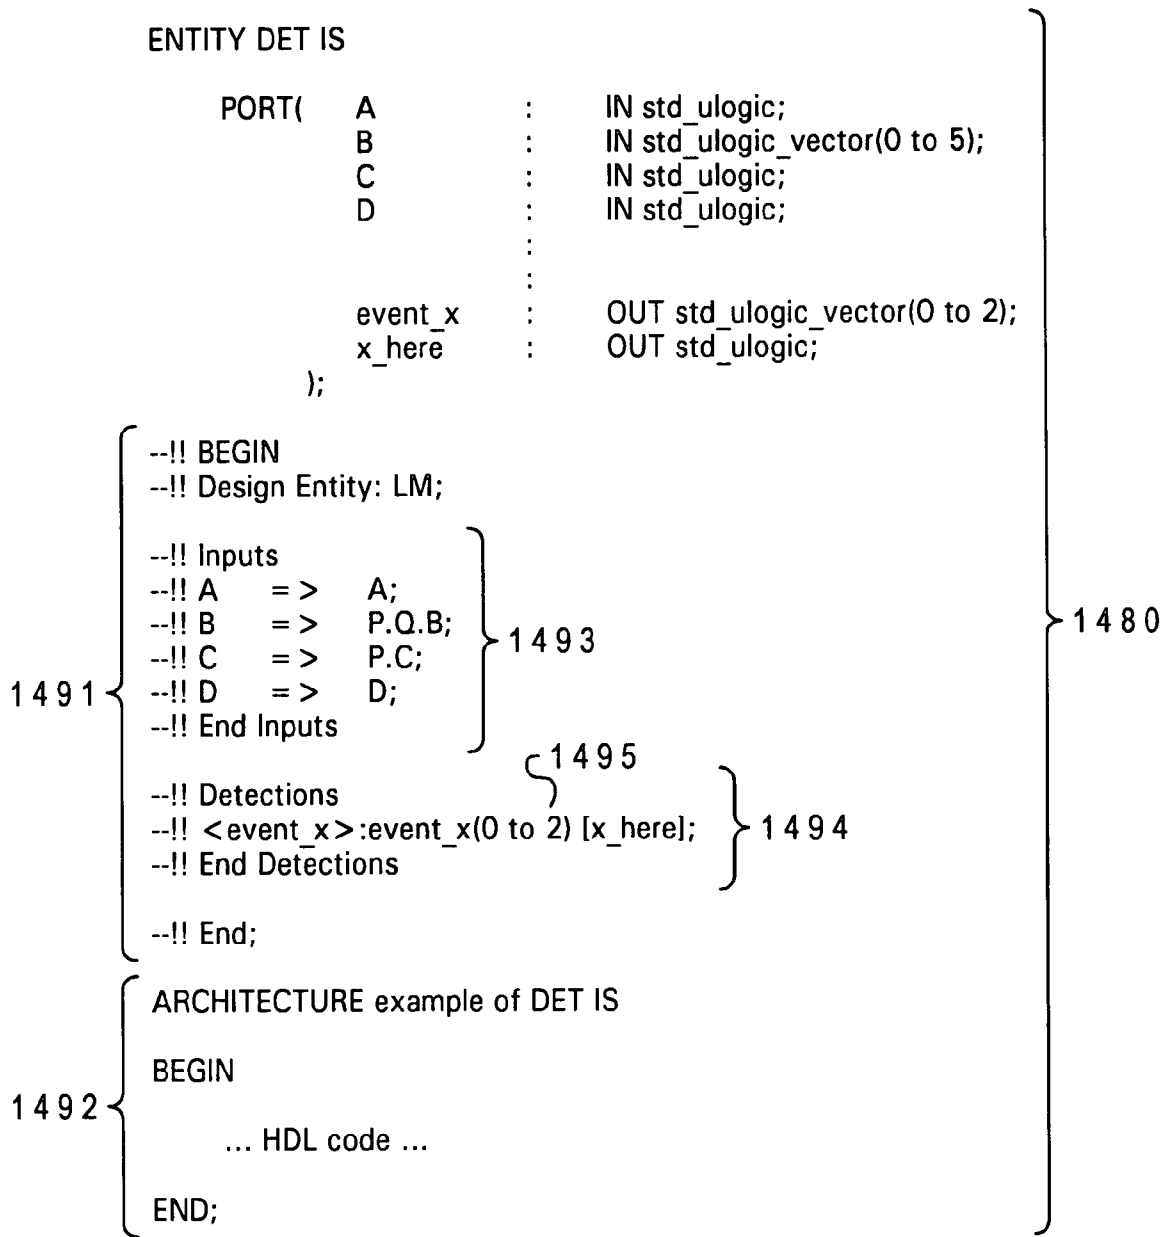 ENTITY DET IS
PORT( A : IN std_ulogic;
B : IN std_ulogic_vector(0 to 5);
C : IN std_ulogic;
D : IN std_ulogic;
:
:
event_x : OUT std_ulogic_vector(0 to 2);
x_here : OUT std_ulogic;
);
--!! BEGIN
--!! Design Entity: LM;
--!! Inputs
--!! A => A;
--!! B => P.Q.B;
--!! C => P.C;
--!! D => D;
--!! End Inputs
1493
1480
1491
1495
--!! Detections
--!! <event_x>:event_x(0 to 2) [x_here];
--!! End Detections
1494
--!! End;
ARCHITECTURE example of DET IS
BEGIN
1492
... HDL code ...
END;